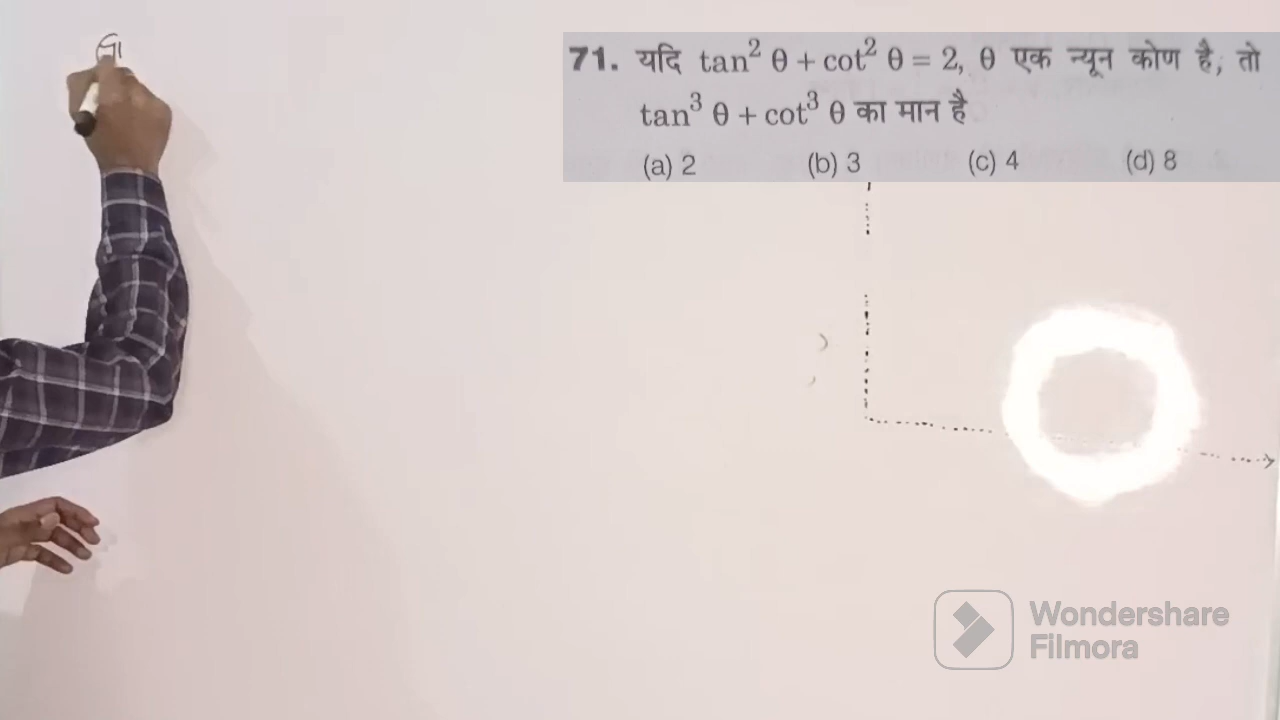 71. यदि tan² θ + cot² θ = 2, θ एक न्यून कोण है, तो
tan³ θ + cot³ θ का मान है
(a) 2 (b) 3 (c) 4 (d) 8
Wondershare
Filmora